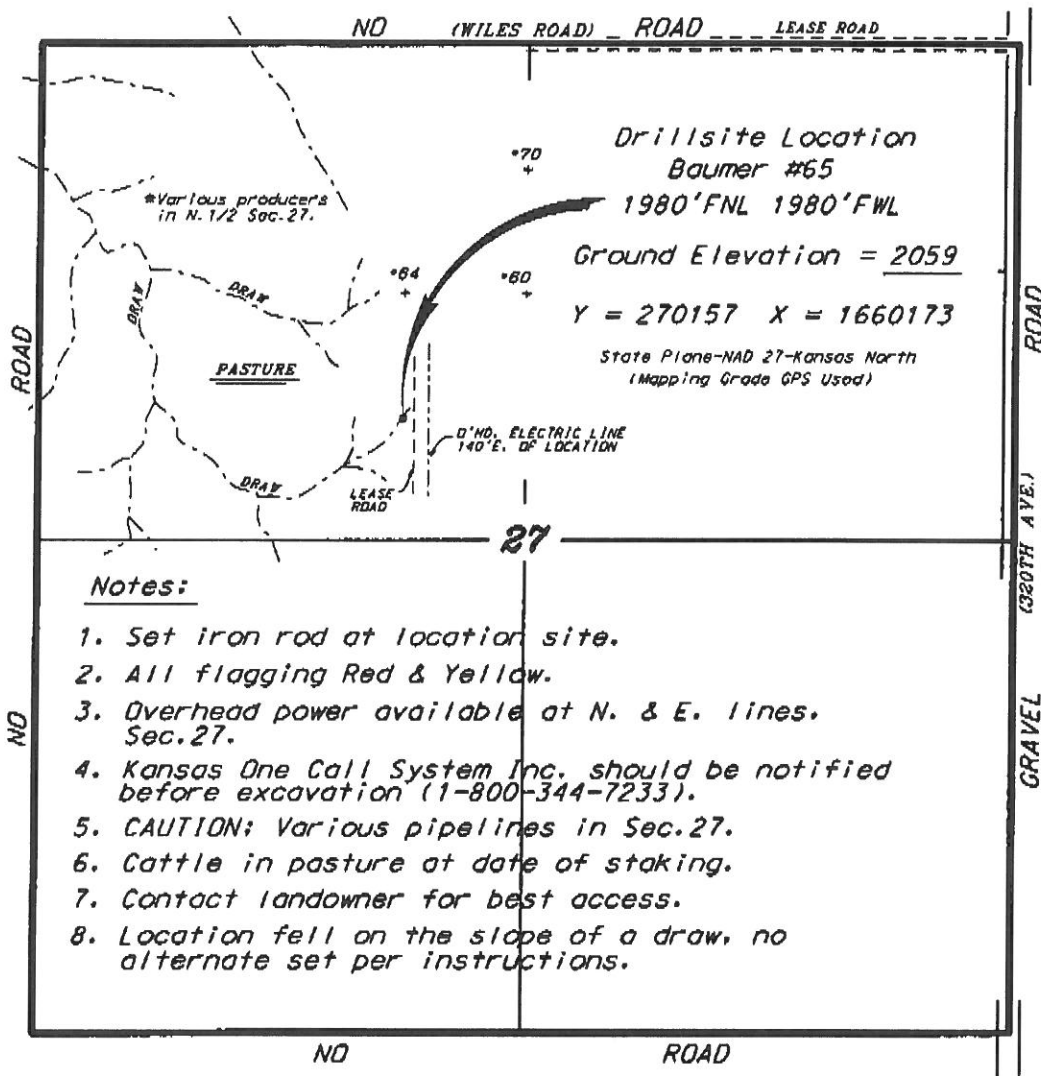 NO (WILES ROAD) ROAD LEASE ROAD
Drillsite Location
Baumer #65
1980'FNL 1980'FWL
Ground Elevation = 2059
Y = 270157 X = 1660173
State Plane-NAD 27-Kansas North
(Mapping Grade GPS Used)
*70
*Various producers
in N. 1/2 Sec. 27.
*64
*60
DRAW
DRAW
PASTURE
O'HD. ELECTRIC LINE
140'E. OF LOCATION
LEASE
ROAD
DRAW
ROAD
NO
ROAD
(320TH AVE.)
GRAVEL
27
Notes:
1. Set iron rod at location site.
2. All flagging Red & Yellow.
3. Overhead power available at N. & E. lines.
Sec.27.
4. Kansas One Call System Inc. should be notified
before excavation (1-800-344-7233).
5. CAUTION: Various pipelines in Sec.27.
6. Cattle in pasture at date of staking.
7. Contact landowner for best access.
8. Location fell on the slope of a draw, no
alternate set per instructions.
NO ROAD